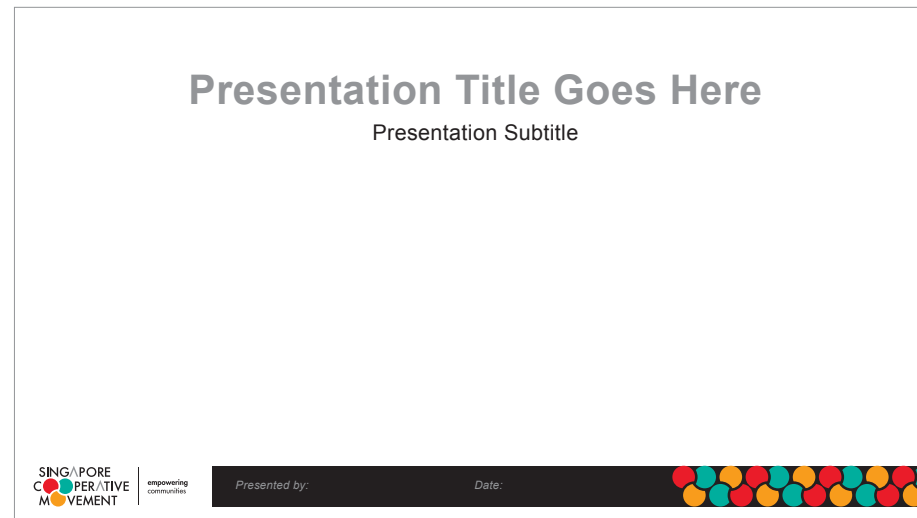 Presentation Title Goes Here
Presentation Subtitle
SINGAPORE
COOPERATIVE
MOVEMENT
empowering
communities
Presented by:
Date: